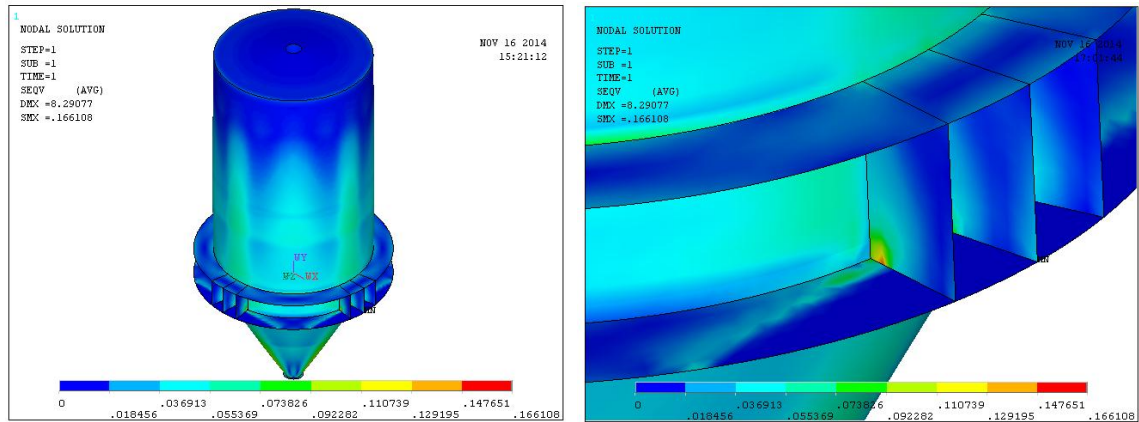 1
NODAL SOLUTION
STEP=1
SUB =1
TIME=1
SEQV (AVG)
DMX =8.29077
SMX =.166108
NOV 16 2014
15:21:12
WY
WZ WX
MN
0 .036913 .073826 .110739 .147651
.018456 .055369 .092282 .129195 .166108
NODAL SOLUTION
STEP=1
SUB =1
TIME=1
SEQV (AVG)
DMX =8.29077
SMX =.166108
NOV 16 2014
MN
0 .036913 .073826 .110739 .147651
.018456 .055369 .092282 .129195 .166108